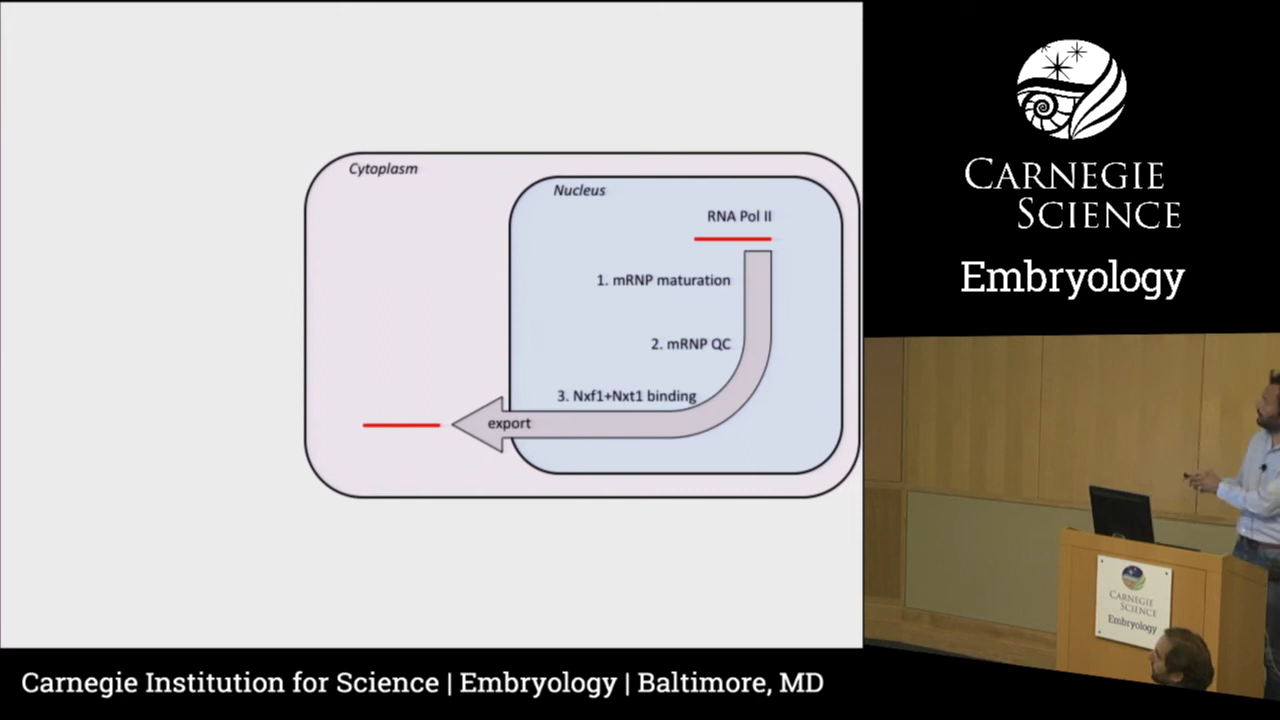 Cytoplasm
Nucleus
RNA Pol II
1. mRNP maturation
2. mRNP QC
3. Nxf1+Nxt1 binding
export
CARNEGIE
SCIENCE
Embryology
CARNEGIE
SCIENCE
Embryology
Carnegie Institution for Science | Embryology | Baltimore, MD